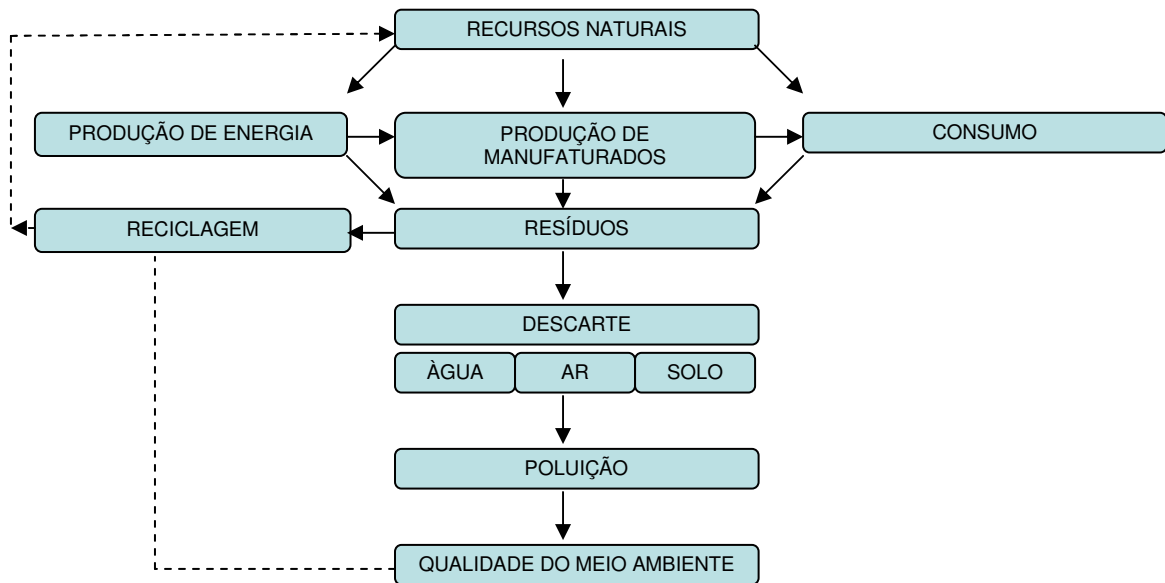 RECURSOS NATURAIS
PRODUÇÃO DE ENERGIA
PRODUÇÃO DE
MANUFATURADOS
CONSUMO
RECICLAGEM
RESÍDUOS
DESCARTE
ÀGUA
AR
SOLO
POLUIÇÃO
QUALIDADE DO MEIO AMBIENTE